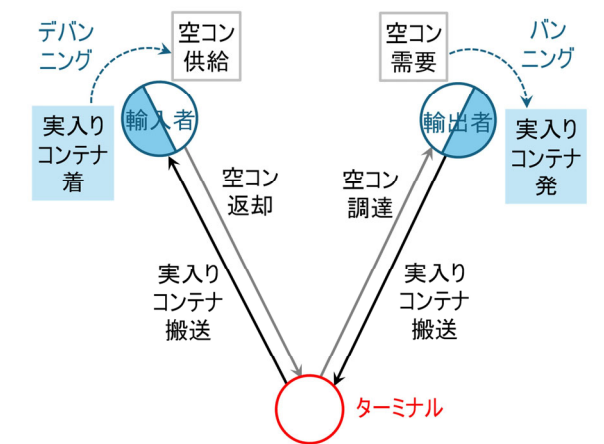 デバン
ニング
空コン
供給
輸入者
実入り
コンテナ
着
空コン
需要
バン
ニング
輸出者
実入り
コンテナ
発
空コン
返却
空コン
調達
実入り
コンテナ
搬送
実入り
コンテナ
搬送
ターミナル